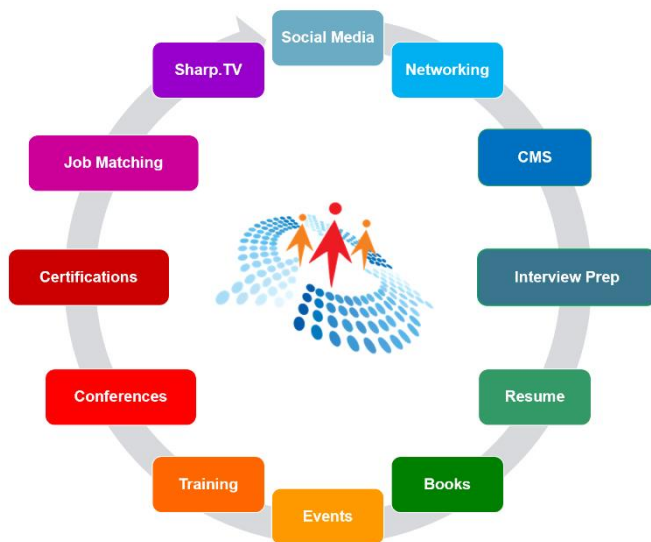 Social Media
Networking
CMS
Interview Prep
Resume
Books
Events
Training
Conferences
Certifications
Job Matching
Sharp.TV